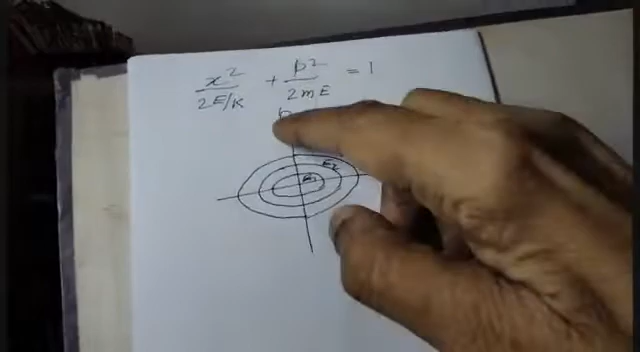 x²/2E/K + p²/2mE = 1
p
E₂
E₁